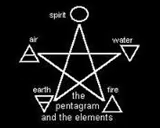 spirit
air
water
earth
fire
the
pentagram
and the elements